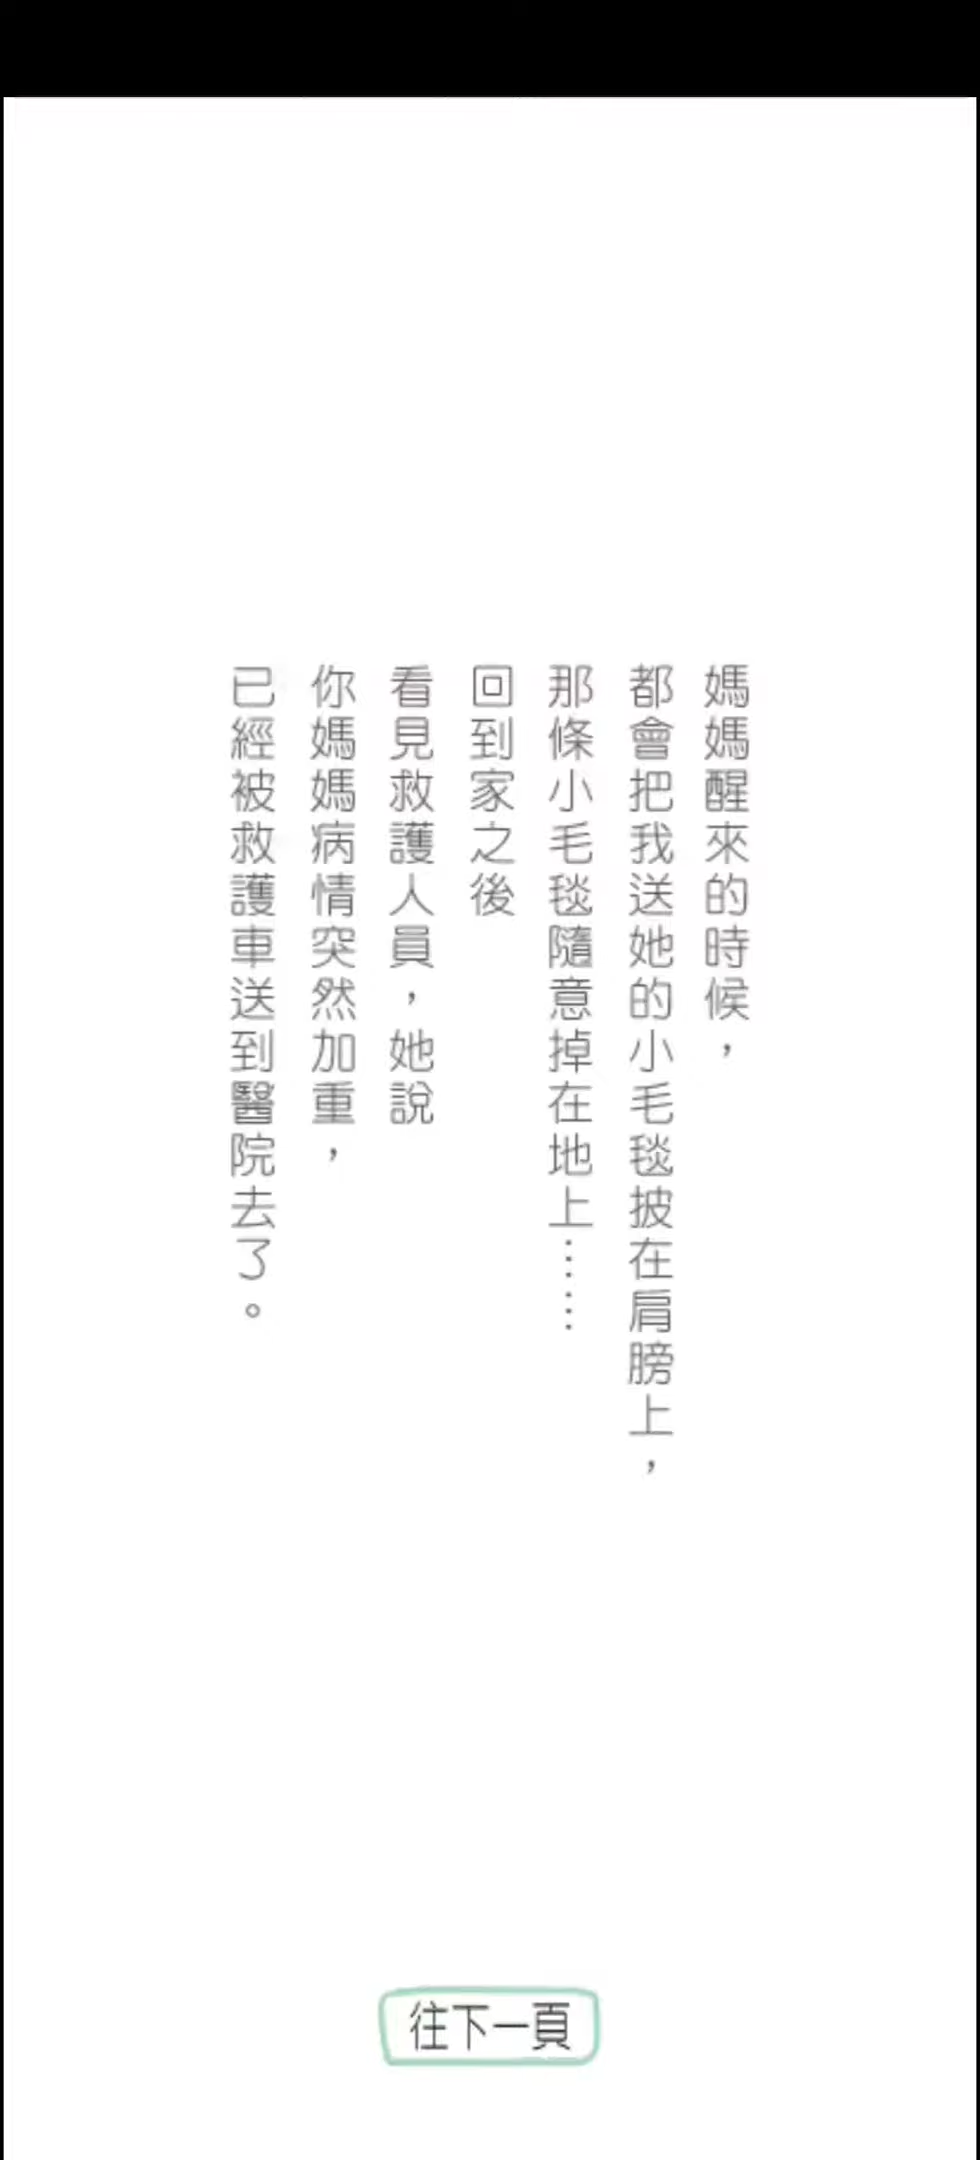 媽媽醒來的時候，
都會把我送她的小毛毯披在肩膀上，
那條小毛毯隨意掉在地上……
回到家之後
看見救護人員，她說
你媽媽病情突然加重，
已經被救護車送到醫院去了。
往下一頁